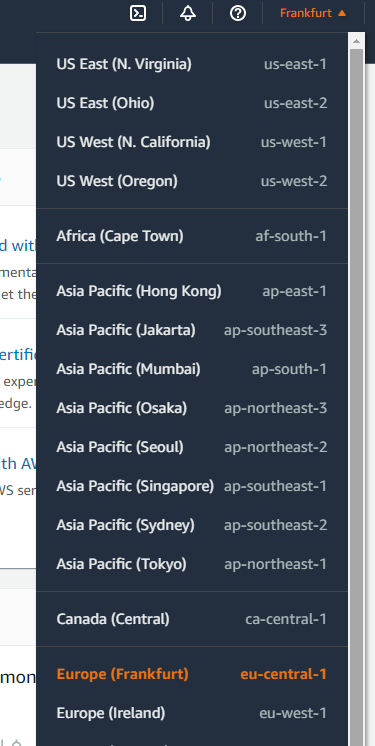 Frankfurt ▲
US East (N. Virginia) us-east-1
US East (Ohio) us-east-2
US West (N. California) us-west-1
US West (Oregon) us-west-2
Africa (Cape Town) af-south-1
d wit
Asia Pacific (Hong Kong) ap-east-1
menta
et the
Asia Pacific (Jakarta) ap-southeast-3
ertific
Asia Pacific (Mumbai) ap-south-1
exper
edge.
Asia Pacific (Osaka) ap-northeast-3
Asia Pacific (Seoul) ap-northeast-2
th AW
Asia Pacific (Singapore) ap-southeast-1
WS ser
Asia Pacific (Sydney) ap-southeast-2
Asia Pacific (Tokyo) ap-northeast-1
Canada (Central) ca-central-1
Europe (Frankfurt) eu-central-1
mon
Europe (Ireland) eu-west-1